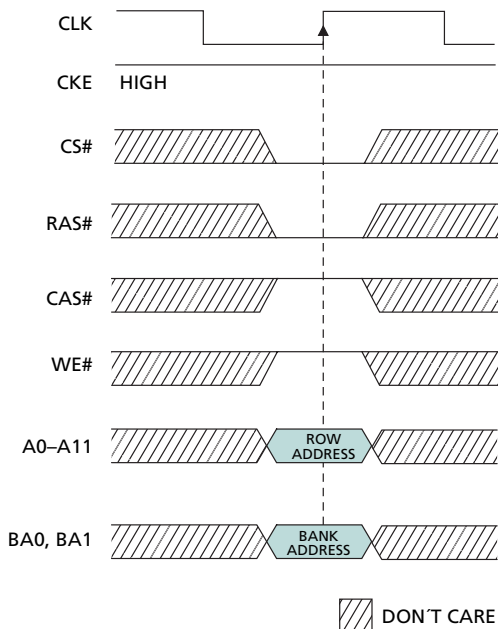 CLK
CKE HIGH
CS#
RAS#
CAS#
WE#
A0–A11
ROW
ADDRESS
BA0, BA1
BANK
ADDRESS
DON´T CARE